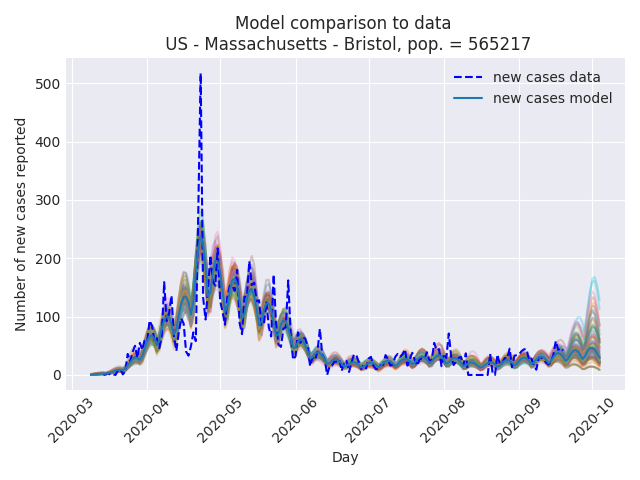 Model comparison to data
US - Massachusetts - Bristol, pop. = 565217
new cases data
new cases model
Number of new cases reported
500
400
300
200
100
0
2020-03
2020-04
2020-05
2020-06
2020-07
2020-08
2020-09
2020-10
Day